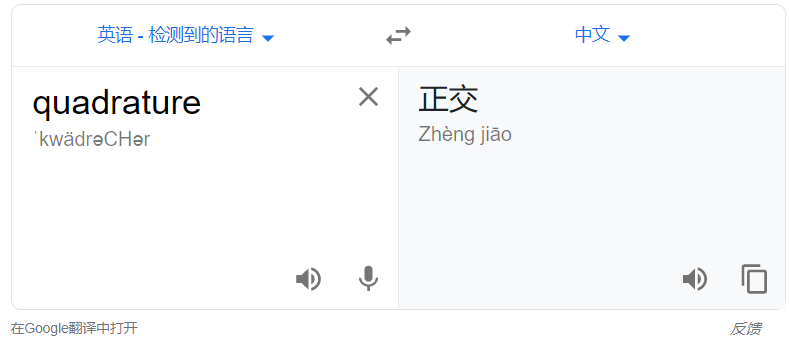 英语 - 检测到的语言
中文
quadrature
ˈkwädrəCHər
正交
Zhèng jiāo
在Google翻译中打开
反馈